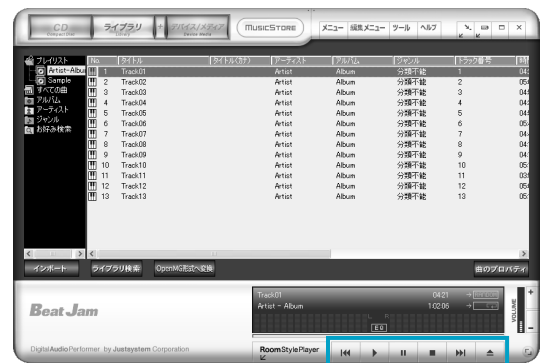 CD ライブラリ + デバイス/メディア MUSICSTORE メニュー 編集メニュー ツール ヘルプ
Compact Disc Library Device Media
プレイリスト No. タイトル タイトル(カナ) アーティスト アルバム ジャンル トラック番号
Artist-Albu 1 Track01 Artist Album 分類不能 1
Sample 2 Track02 Artist Album 分類不能 2
すべての曲 3 Track03 Artist Album 分類不能 3
アルバム 4 Track04 Artist Album 分類不能 4
アーティスト 5 Track05 Artist Album 分類不能 5
ジャンル 6 Track06 Artist Album 分類不能 6
お好み検索 7 Track07 Artist Album 分類不能 7
8 Track08 Artist Album 分類不能 8
9 Track09 Artist Album 分類不能 9
10 Track10 Artist Album 分類不能 10
11 Track11 Artist Album 分類不能 11
12 Track12 Artist Album 分類不能 12
13 Track13 Artist Album 分類不能 13
インポート ライブラリ検索 OpenMG形式へ変換 曲のプロパティ
Track01 04:21
Artist - Album 1:02:06
Beat Jam
L R
EQ
VOLUME
DigitalAudioPerformer by Justsystem Corporation
RoomStylePlayer